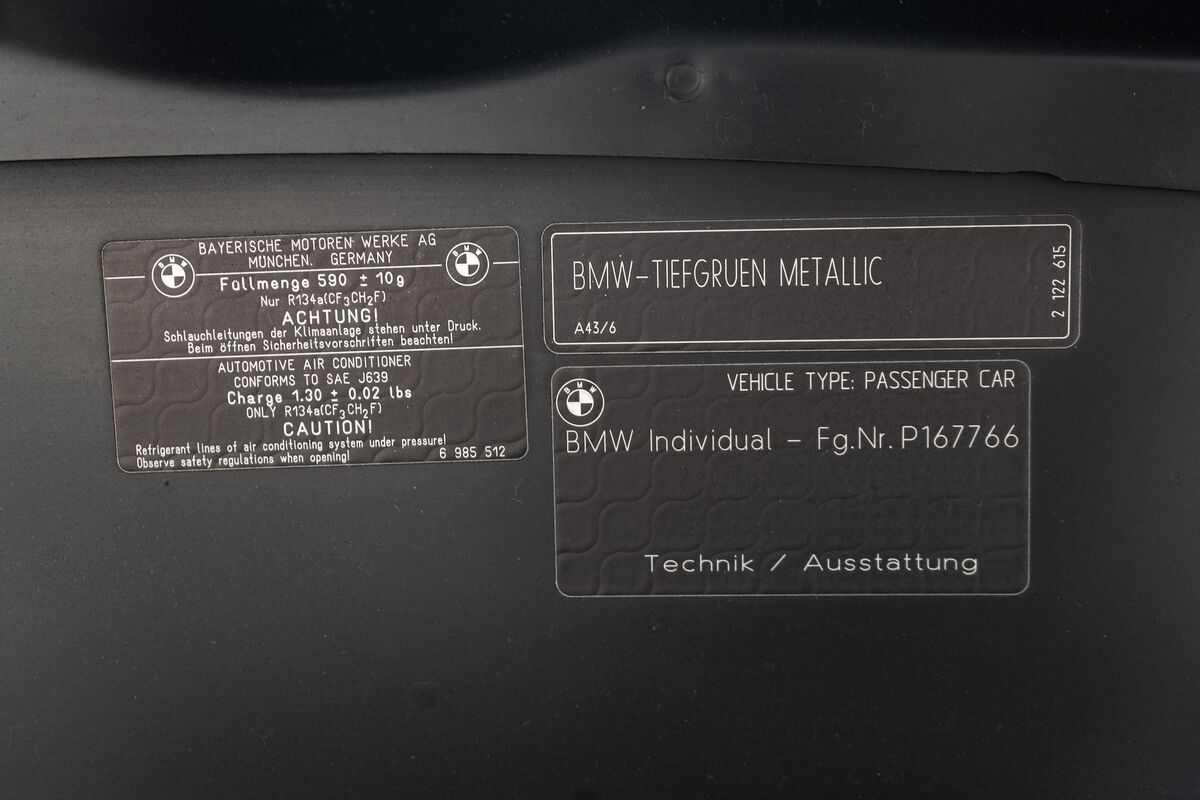 BAYERISCHE MOTOREN WERKE AG
MÜNCHEN. GERMANY
Füllmenge 590 ± 10g
Nur R134a(CF3CH2F)
ACHTUNG!
Schlauchleitungen der Klimaanlage stehen unter Druck.
Beim öffnen Sicherheitsvorschriften beachten!
AUTOMOTIVE AIR CONDITIONER
CONFORMS TO SAE J639
Charge 1.30 ± 0.02 lbs
ONLY R134a(CF3CH2F)
CAUTION!
Refrigerant lines of air conditioning system under pressure!
Observe safety regulations when opening!
6 985 512
BMW-TIEFGRUEN METALLIC
A43/6
2 122 615
VEHICLE TYPE: PASSENGER CAR
BMW
BMW Individual - Fg.Nr. P167766
Technik / Ausstattung
BMW
BMW